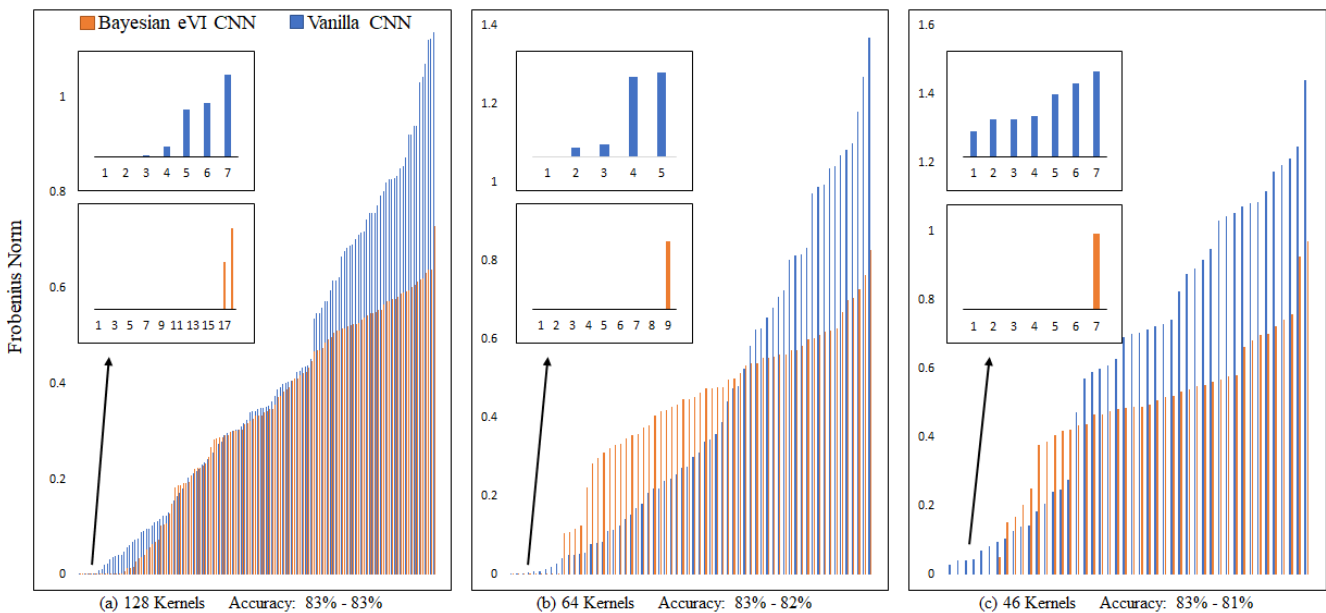 Bayesian eVI CNN
Vanilla CNN
Frobenius Norm
1
0.8
0.6
0.4
0.2
0
1 2 3 4 5 6 7
1 3 5 7 9 11 13 15 17
(a) 128 Kernels Accuracy: 83% - 83%
1.4
1.2
1
0.8
0.6
0.4
0.2
0
1 2 3 4 5
1 2 3 4 5 6 7 8 9
(b) 64 Kernels Accuracy: 83% - 82%
1.6
1.4
1.2
1
0.8
0.6
0.4
0.2
0
1 2 3 4 5 6 7
1 2 3 4 5 6 7
(c) 46 Kernels Accuracy: 83% - 81%